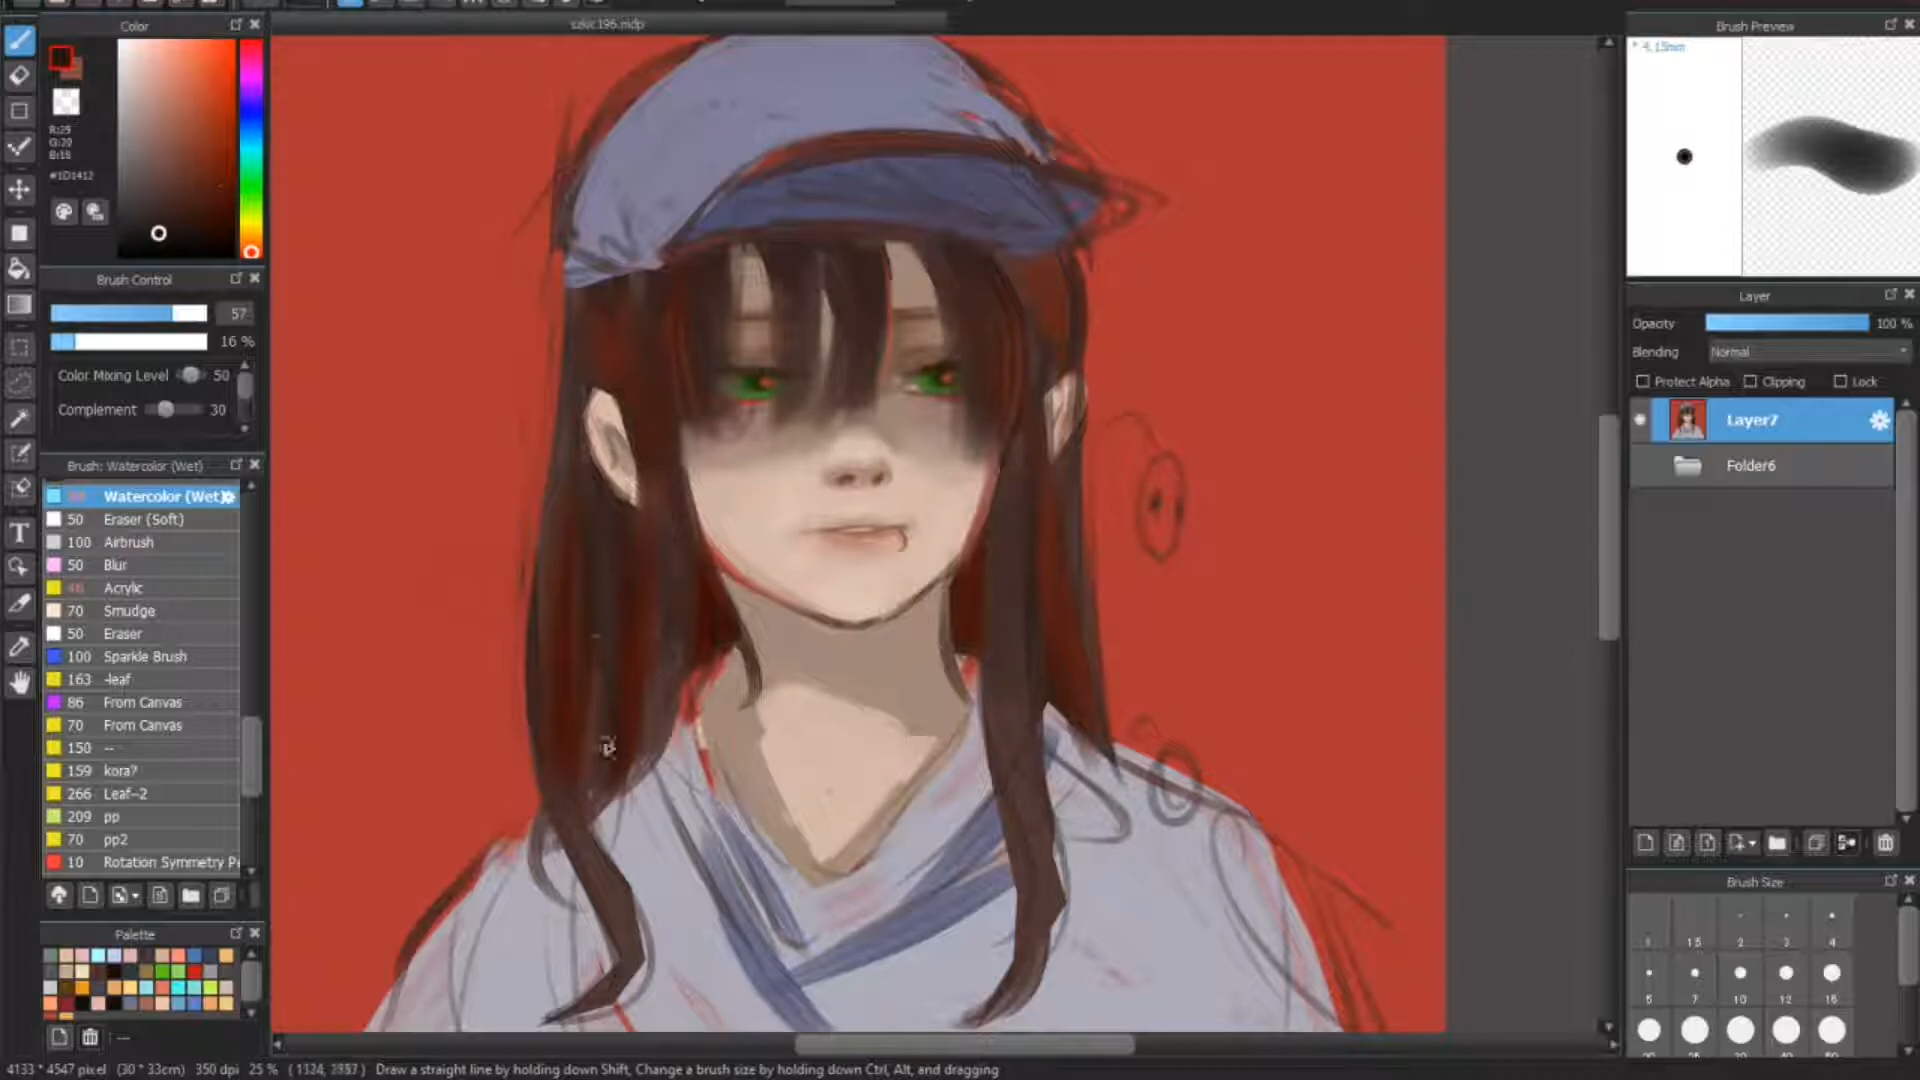 szkic196.mdp
Color
R:29
G:20
B:18
#1D1412
Brush Control
57
16 %
Color Mixing Level 50
Complement 30
Brush: Watercolor (Wet)
Watercolor (Wet)
50 Eraser (Soft)
100 Airbrush
50 Blur
46 Acrylic
70 Smudge
50 Eraser
100 Sparkle Brush
163 -leaf
86 From Canvas
70 From Canvas
150 --
159 kora?
266 Leaf--2
209 pp
70 pp2
10 Rotation Symmetry Pe
Palette
---
Brush Preview
* 4.15mm
Layer
Opacity 100 %
Blending Normal
Protect Alpha Clipping Lock
Layer7
Folder6
Brush Size
1 1.5 2 3 4
5 7 10 12 15
4133 * 4547 pixel (30 * 33cm) 350 dpi 25 % Draw a straight line by holding down Shift, Change a brush size by holding down Ctrl, Alt, and dragging